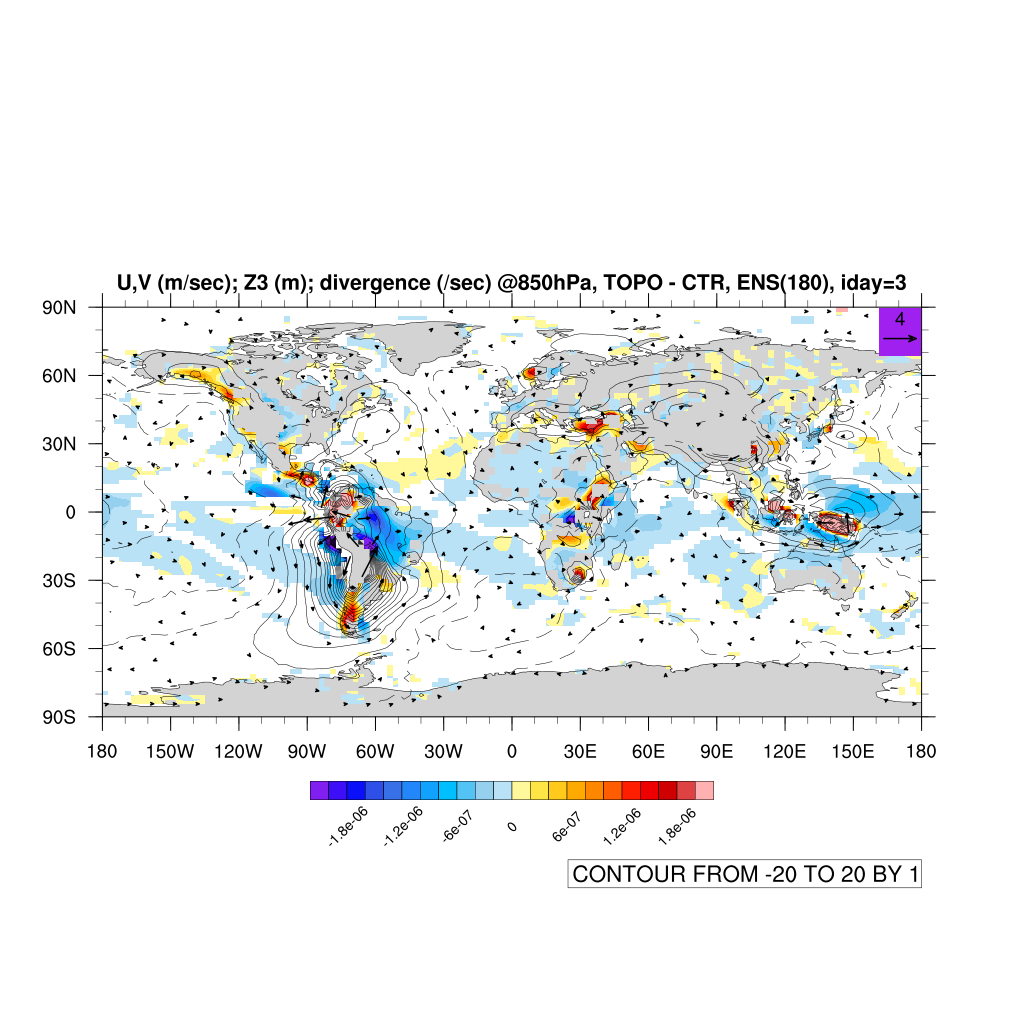 U,V (m/sec); Z3 (m); divergence (/sec) @850hPa, TOPO - CTR, ENS(180), iday=3
4
90N
60N
30N
0
30S
60S
90S
180 150W 120W 90W 60W 30W 0 30E 60E 90E 120E 150E 180
-1.8e-06 -1.2e-06 -6e-07 0 6e-07 1.2e-06 1.8e-06
CONTOUR FROM -20 TO 20 BY 1